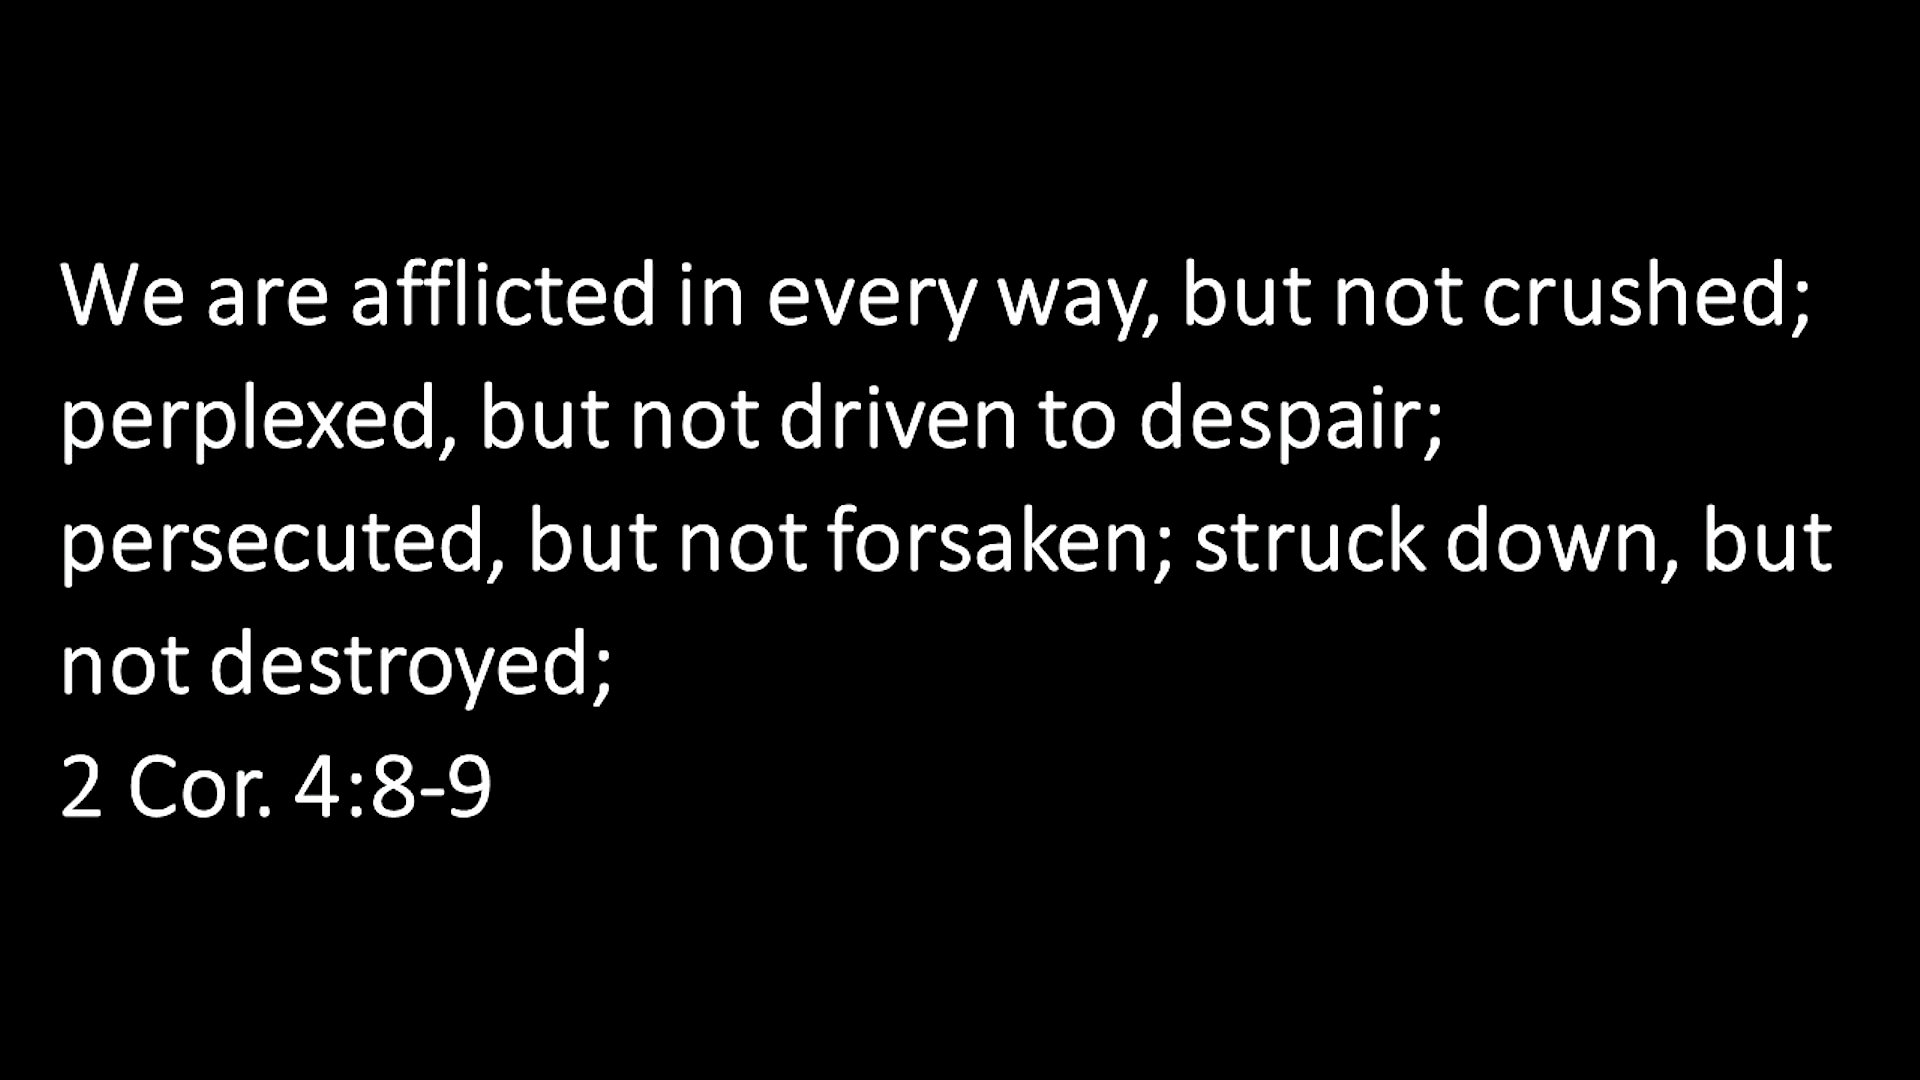 We are afflicted in every way, but not crushed;
perplexed, but not driven to despair;
persecuted, but not forsaken; struck down, but
not destroyed;
2 Cor. 4:8-9